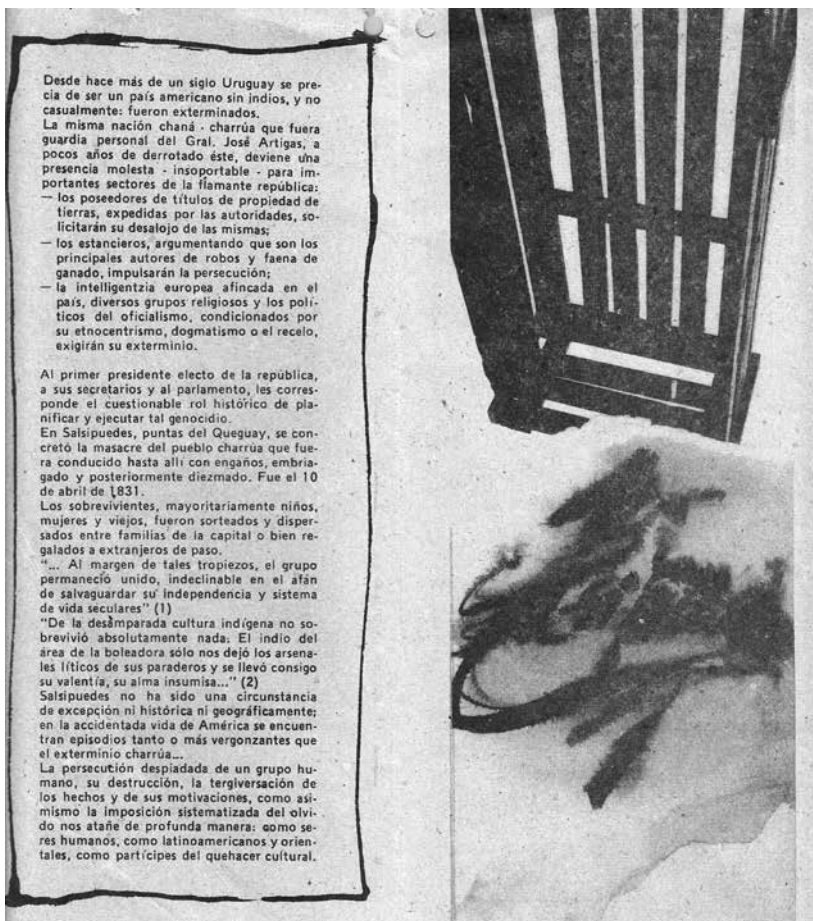 Desde hace más de un siglo Uruguay se pre-
cia de ser un país americano sin indios, y no
casualmente: fueron exterminados.
La misma nación chaná - charrúa que fuera
guardia personal del Gral. José Artigas, a
pocos años de derrotado éste, deviene una
presencia molesta - insoportable - para im-
portantes sectores de la flamante república:
— los poseedores de títulos de propiedad de
tierras, expedidas por las autoridades, so-
licitarán su desalojo de las mismas;
— los estancieros, argumentando que son los
principales autores de robos y faena de
ganado, impulsarán la persecución;
— la intelligentzia europea afincada en el
país, diversos grupos religiosos y los polí-
ticos del oficialismo, condicionados por
su etnocentrismo, dogmatismo o el recelo,
exigirán su exterminio.
Al primer presidente electo de la república,
a sus secretarios y al parlamento, les corres-
ponde el cuestionable rol histórico de pla-
nificar y ejecutar tal genocidio.
En Salsipuedes, puntas del Queguay, se con-
cretó la masacre del pueblo charrúa que fue-
ra conducido hasta allí con engaños, embria-
gado y posteriormente diezmado. Fue el 10
de abril de 1831.
Los sobrevivientes, mayoritariamente niños,
mujeres y viejos, fueron sorteados y disper-
sados entre familias de la capital o bien re-
galados a extranjeros de paso.
"... Al margen de tales tropiezos, el grupo
permaneció unido, indeclinable en el afán
de salvaguardar su independencia y sistema
de vida seculares" (1)
"De la desamparada cultura indígena no so-
brevivió absolutamente nada. El indio del
área de la boleadora sólo nos dejó los arsena-
les líticos de sus paraderos y se llevó consigo
su valentía, su alma insumisa..." (2)
Salsipuedes no ha sido una circunstancia
de excepción ni histórica ni geográficamente;
en la accidentada vida de América se encuen-
tran episodios tanto o más vergonzantes que
el exterminio charrúa...
La persecutión despiadada de un grupo hu-
mano, su destrucción, la tergiversación de
los hechos y de sus motivaciones, como asi-
mismo la imposición sistematizada del olvi-
do nos atañe de profunda manera: como se-
res humanos, como latinoamericanos y orien-
tales, como partícipes del quehacer cultural.